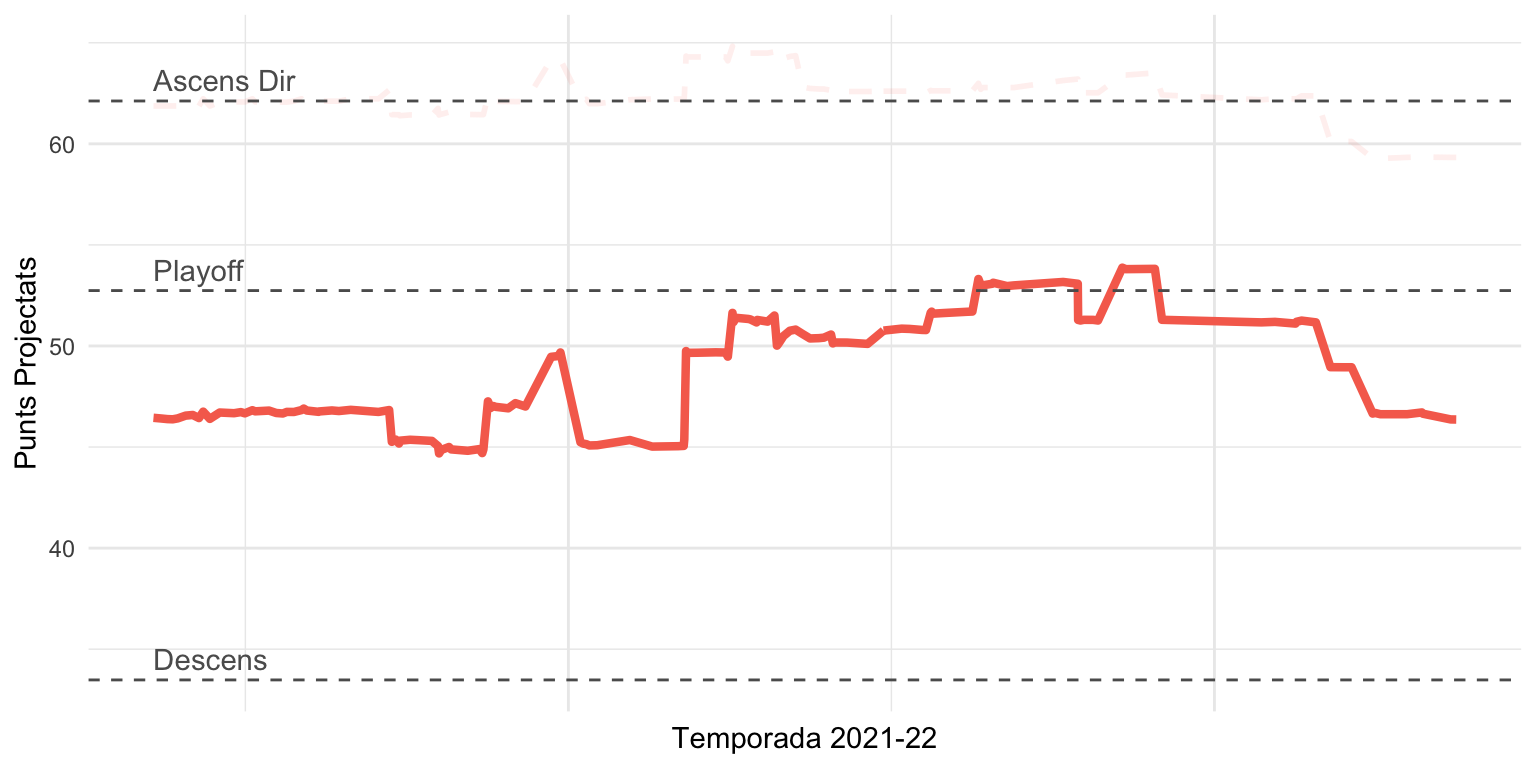 Ascens Dir
60
Playoff
50
40
Descens
Punts Projectats
Temporada 2021-22